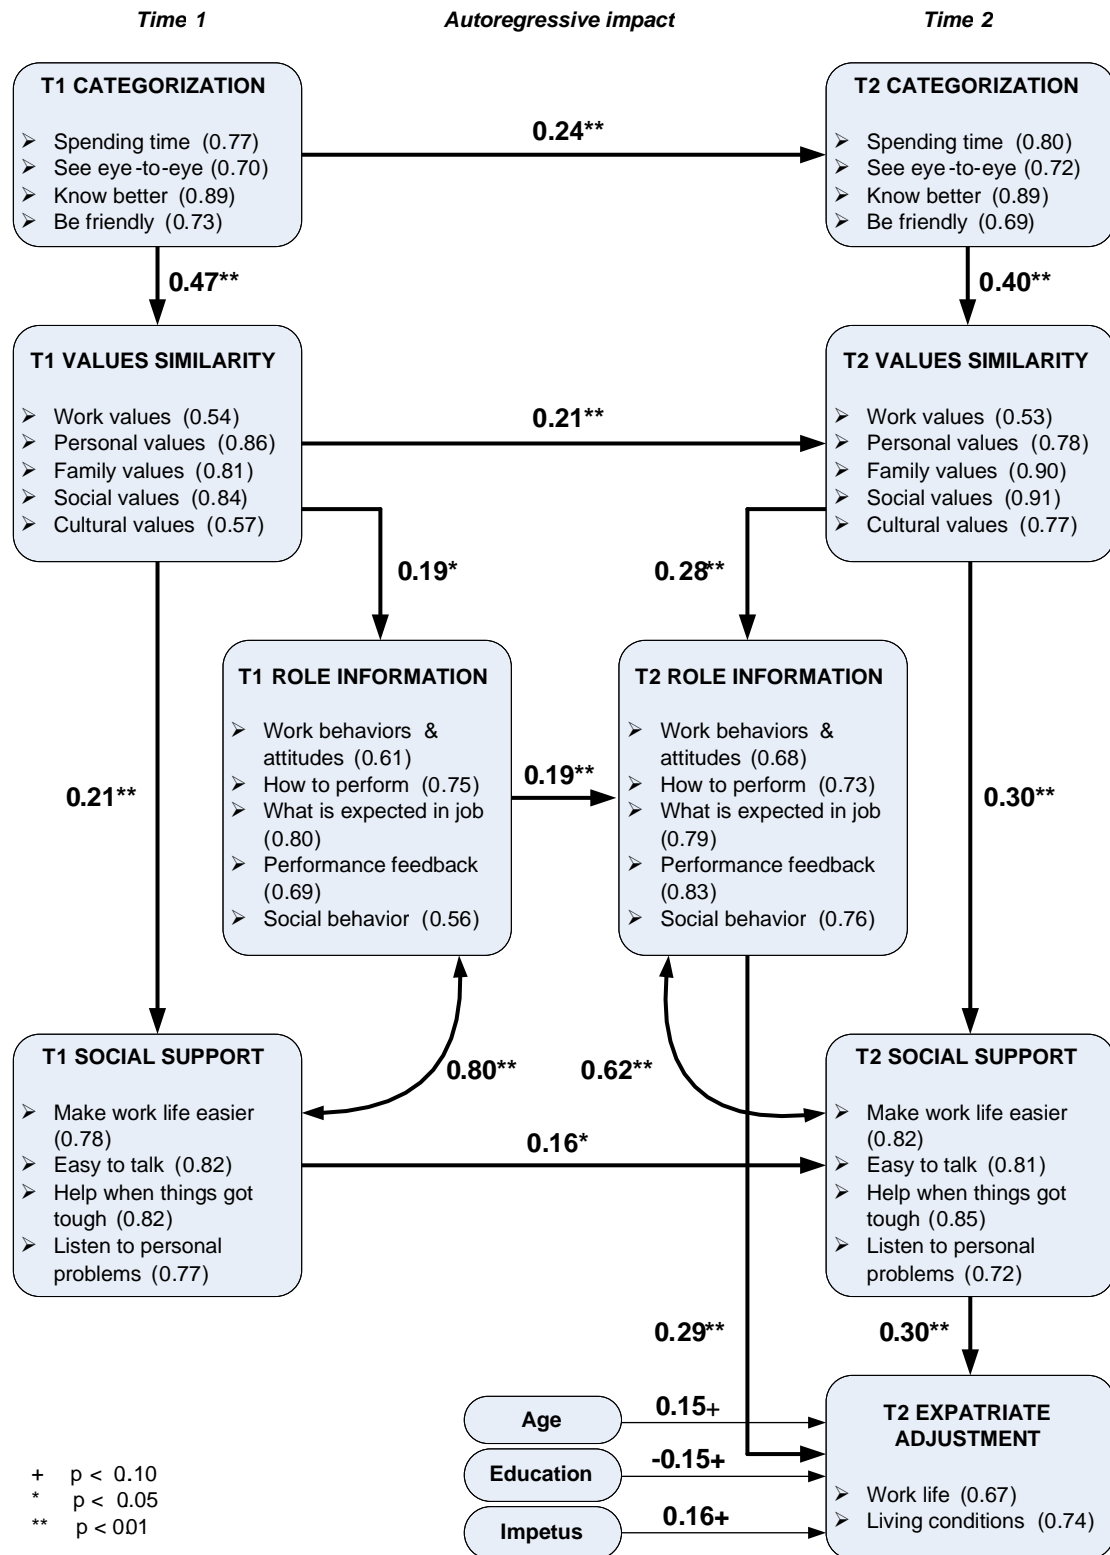 Time 1
Autoregressive impact
Time 2
T1 CATEGORIZATION
➢ Spending time (0.77)
➢ See eye-to-eye (0.70)
➢ Know better (0.89)
➢ Be friendly (0.73)
0.24**
T2 CATEGORIZATION
➢ Spending time (0.80)
➢ See eye-to-eye (0.72)
➢ Know better (0.89)
➢ Be friendly (0.69)
0.47**
0.40**
T1 VALUES SIMILARITY
➢ Work values (0.54)
➢ Personal values (0.86)
➢ Family values (0.81)
➢ Social values (0.84)
➢ Cultural values (0.57)
0.21**
T2 VALUES SIMILARITY
➢ Work values (0.53)
➢ Personal values (0.78)
➢ Family values (0.90)
➢ Social values (0.91)
➢ Cultural values (0.77)
0.19*
0.28**
T1 ROLE INFORMATION
➢ Work behaviors &
attitudes (0.61)
➢ How to perform (0.75)
➢ What is expected in job
(0.80)
➢ Performance feedback
(0.69)
➢ Social behavior (0.56)
0.19**
T2 ROLE INFORMATION
➢ Work behaviors &
attitudes (0.68)
➢ How to perform (0.73)
➢ What is expected in job
(0.79)
➢ Performance feedback
(0.83)
➢ Social behavior (0.76)
0.21**
0.30**
T1 SOCIAL SUPPORT
➢ Make work life easier
(0.78)
➢ Easy to talk (0.82)
➢ Help when things got
tough (0.82)
➢ Listen to personal
problems (0.77)
0.80**
0.62**
0.16*
T2 SOCIAL SUPPORT
➢ Make work life easier
(0.82)
➢ Easy to talk (0.81)
➢ Help when things got
tough (0.85)
➢ Listen to personal
problems (0.72)
0.29**
0.30**
Age
0.15+
Education
-0.15+
Impetus
0.16+
T2 EXPATRIATE
ADJUSTMENT
➢ Work life (0.67)
➢ Living conditions (0.74)
+ p < 0.10
* p < 0.05
** p < 0.01